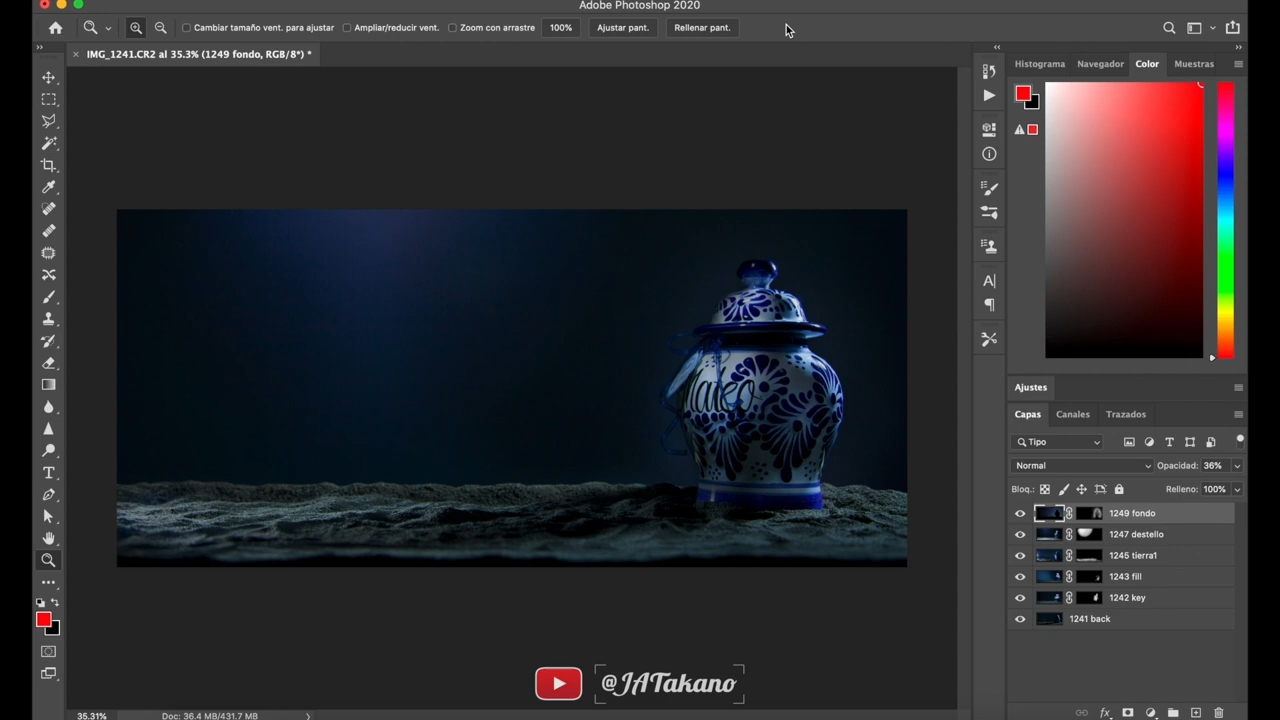 Adobe Photoshop 2020
Cambiar tamaño vent. para ajustar Ampliar/reducir vent. Zoom con arrastre 100% Ajustar pant. Rellenar pant.
× IMG_1241.CR2 al 35.3% (1249 fondo, RGB/8*) *
Histograma Navegador Color Muestras
Mateo
Ajustes
Capas Canales Trazados
Tipo
Normal Opacidad: 36%
Bloq.: Relleno: 100%
1249 fondo
1247 destello
1245 tierra1
1243 fill
1242 key
1241 back
@JATakano
35.31% Doc: 36.4 MB/431.7 MB